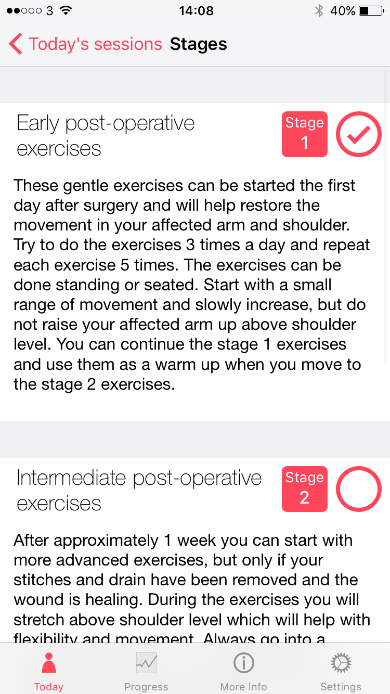 3 14:08 40%
Today's sessions Stages
Early post-operative
exercises
Stage
1
These gentle exercises can be started the first
day after surgery and will help restore the
movement in your affected arm and shoulder.
Try to do the exercises 3 times a day and repeat
each exercise 5 times. The exercises can be
done standing or seated. Start with a small
range of movement and slowly increase, but do
not raise your affected arm up above shoulder
level. You can continue the stage 1 exercises
and use them as a warm up when you move to
the stage 2 exercises.
Intermediate post-operative
exercises
Stage
2
After approximately 1 week you can start with
more advanced exercises, but only if your
stitches and drain have been removed and the
wound is healing. During the exercises you will
stretch above shoulder level which will help with
flexibility and movement. Always go into a
Today Progress More Info Settings